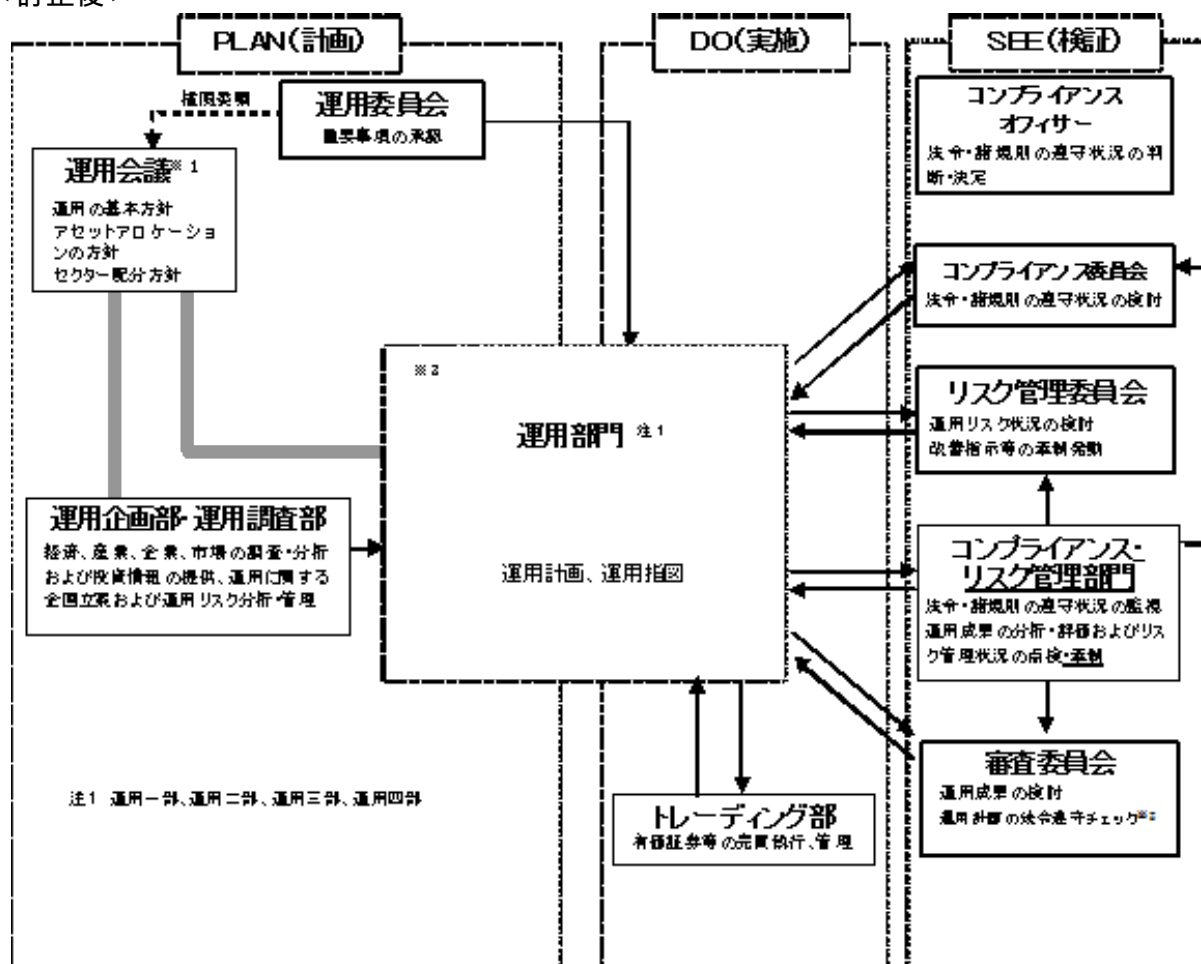 PLAN(計画)
DO(実施)
SEE(検証)
権限委嘱
運用委員会
重要事項の承認
運用会議※1
運用の基本方針
アセットアロケーショ
ンの方針
セクター配分方針
※2
運用部門 注1
運用計画、運用指図
運用企画部・運用調査部
経済、産業、企業、市場の調査・分析
および投資情報の提供、運用に関する
企画立案および運用リスク分析・管理
注1 運用一部、運用二部、運用三部、運用四部
トレーディング部
有価証券等の売買執行、管理
コンプライアンス
オフィサー
法令・諸規則の遵守状況の判
断・決定
コンプライアンス委員会
法令・諸規則の遵守状況の検討
リスク管理委員会
運用リスク状況の検討
改善指示等の牽制発動
コンプライアンス・
リスク管理部門
法令・諸規則の遵守状況の監視
運用成果の分析・評価およびリス
ク管理状況の点検・牽制
審査委員会
運用成果の検討
運用計画の法令遵守チェック